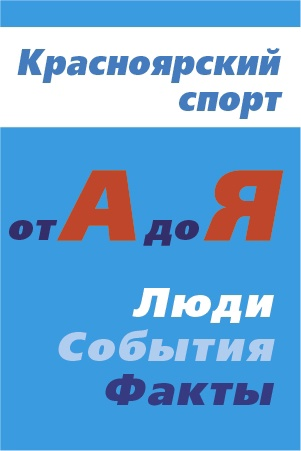 Красноярский
спорт
от А до Я
Люди
События
Факты